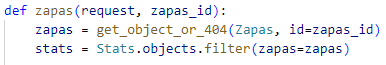 def zapas(request, zapas_id):
    zapas = get_object_or_404(Zapas, id=zapas_id)
    stats = Stats.objects.filter(zapas=zapas)